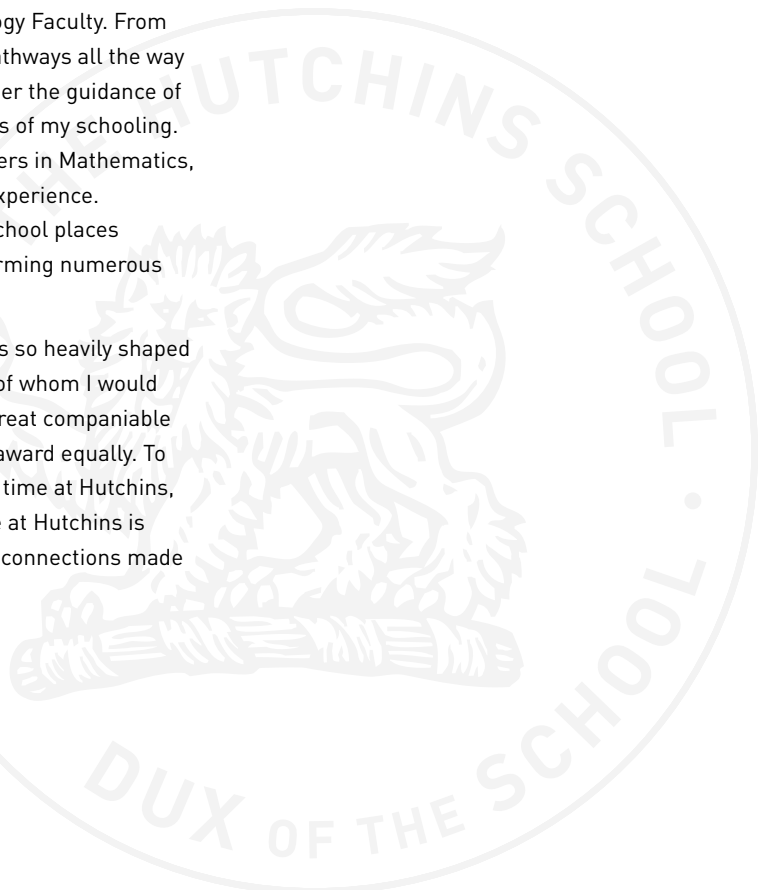 ogy Faculty. From
athways all the way
er the guidance of
s of my schooling.
ers in Mathematics,
xperience.
chool places
rming numerous
s so heavily shaped
of whom I would
reat companiable
award equally. To
time at Hutchins,
e at Hutchins is
connections made
THE HUTCHINS SCHOOL •
DUX OF THE SCHOOL